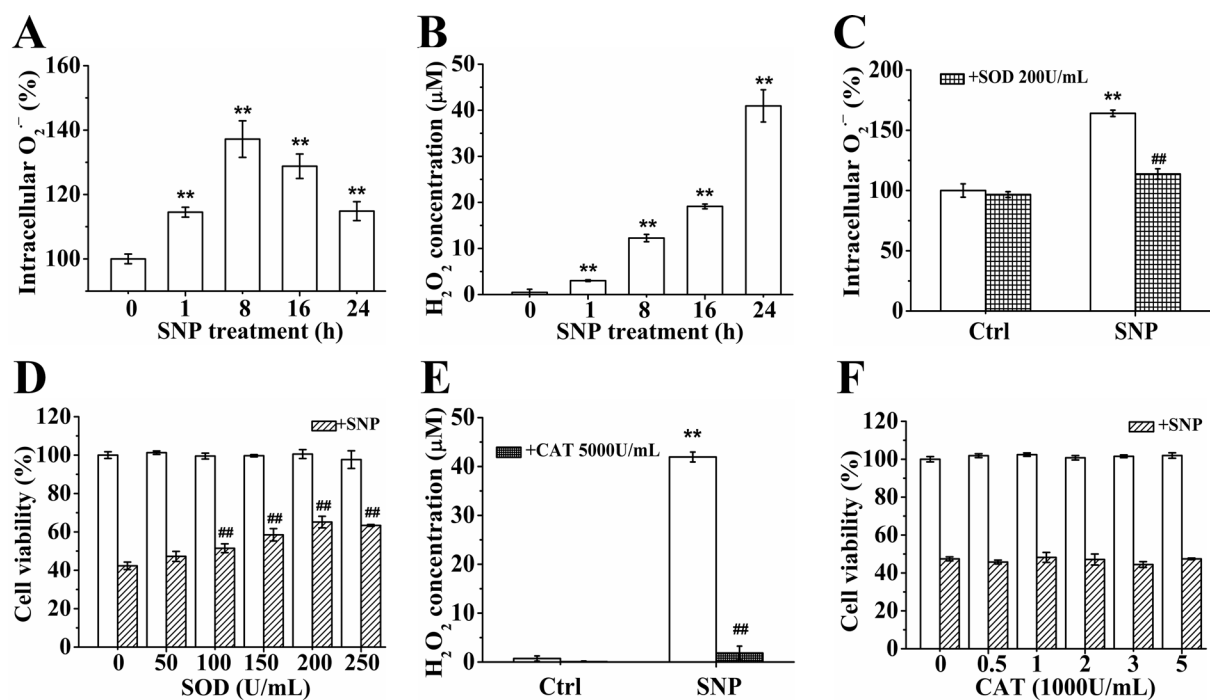 A
Intracellular O₂·⁻ (%)
160
140
120
100
**
**
**
**
0 1 8 16 24
SNP treatment (h)
B
H₂O₂ concentration (μM)
50
40
30
20
10
0
**
**
**
**
0 1 8 16 24
SNP treatment (h)
C
Intracellular O₂·⁻ (%)
200
150
100
50
0
+SOD 200U/mL
**
##
Ctrl SNP
D
Cell viability (%)
120
100
80
60
40
20
0
+SNP
## ## ## ##
0 50 100 150 200 250
SOD (U/mL)
E
H₂O₂ concentration (μM)
50
40
30
20
10
0
+CAT 5000U/mL
**
##
Ctrl SNP
F
Cell viability (%)
120
100
80
60
40
20
0
+SNP
0 0.5 1 2 3 5
CAT (1000U/mL)